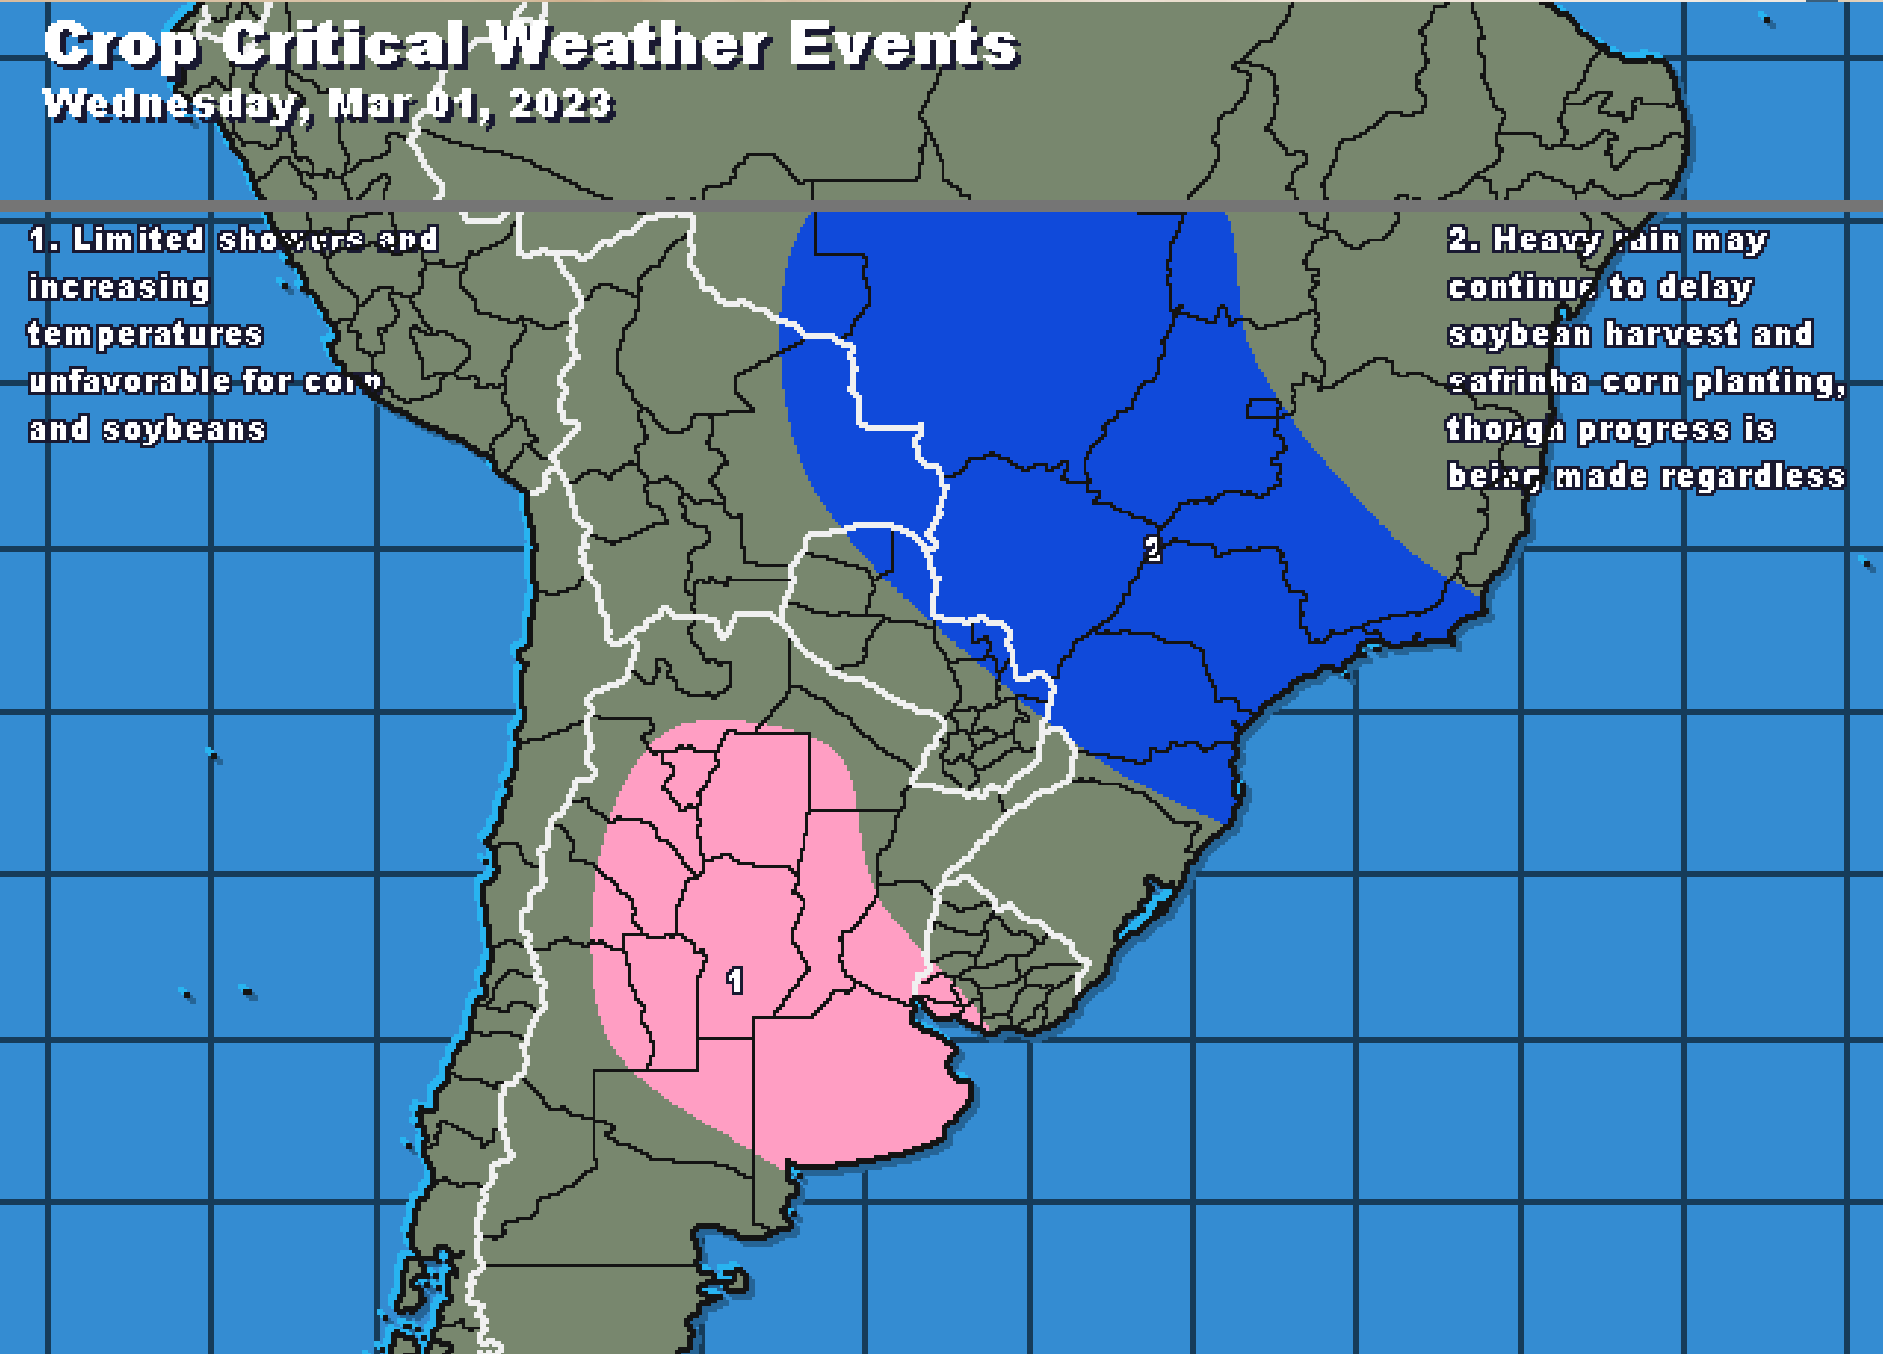 Crop Critical Weather Events
Wednesday, Mar 01, 2023
1. Limited showers and
increasing
temperatures
unfavorable for corn
and soybeans
2. Heavy rain may
continue to delay
soybean harvest and
safrinha corn planting,
though progress is
being made regardless
2
1